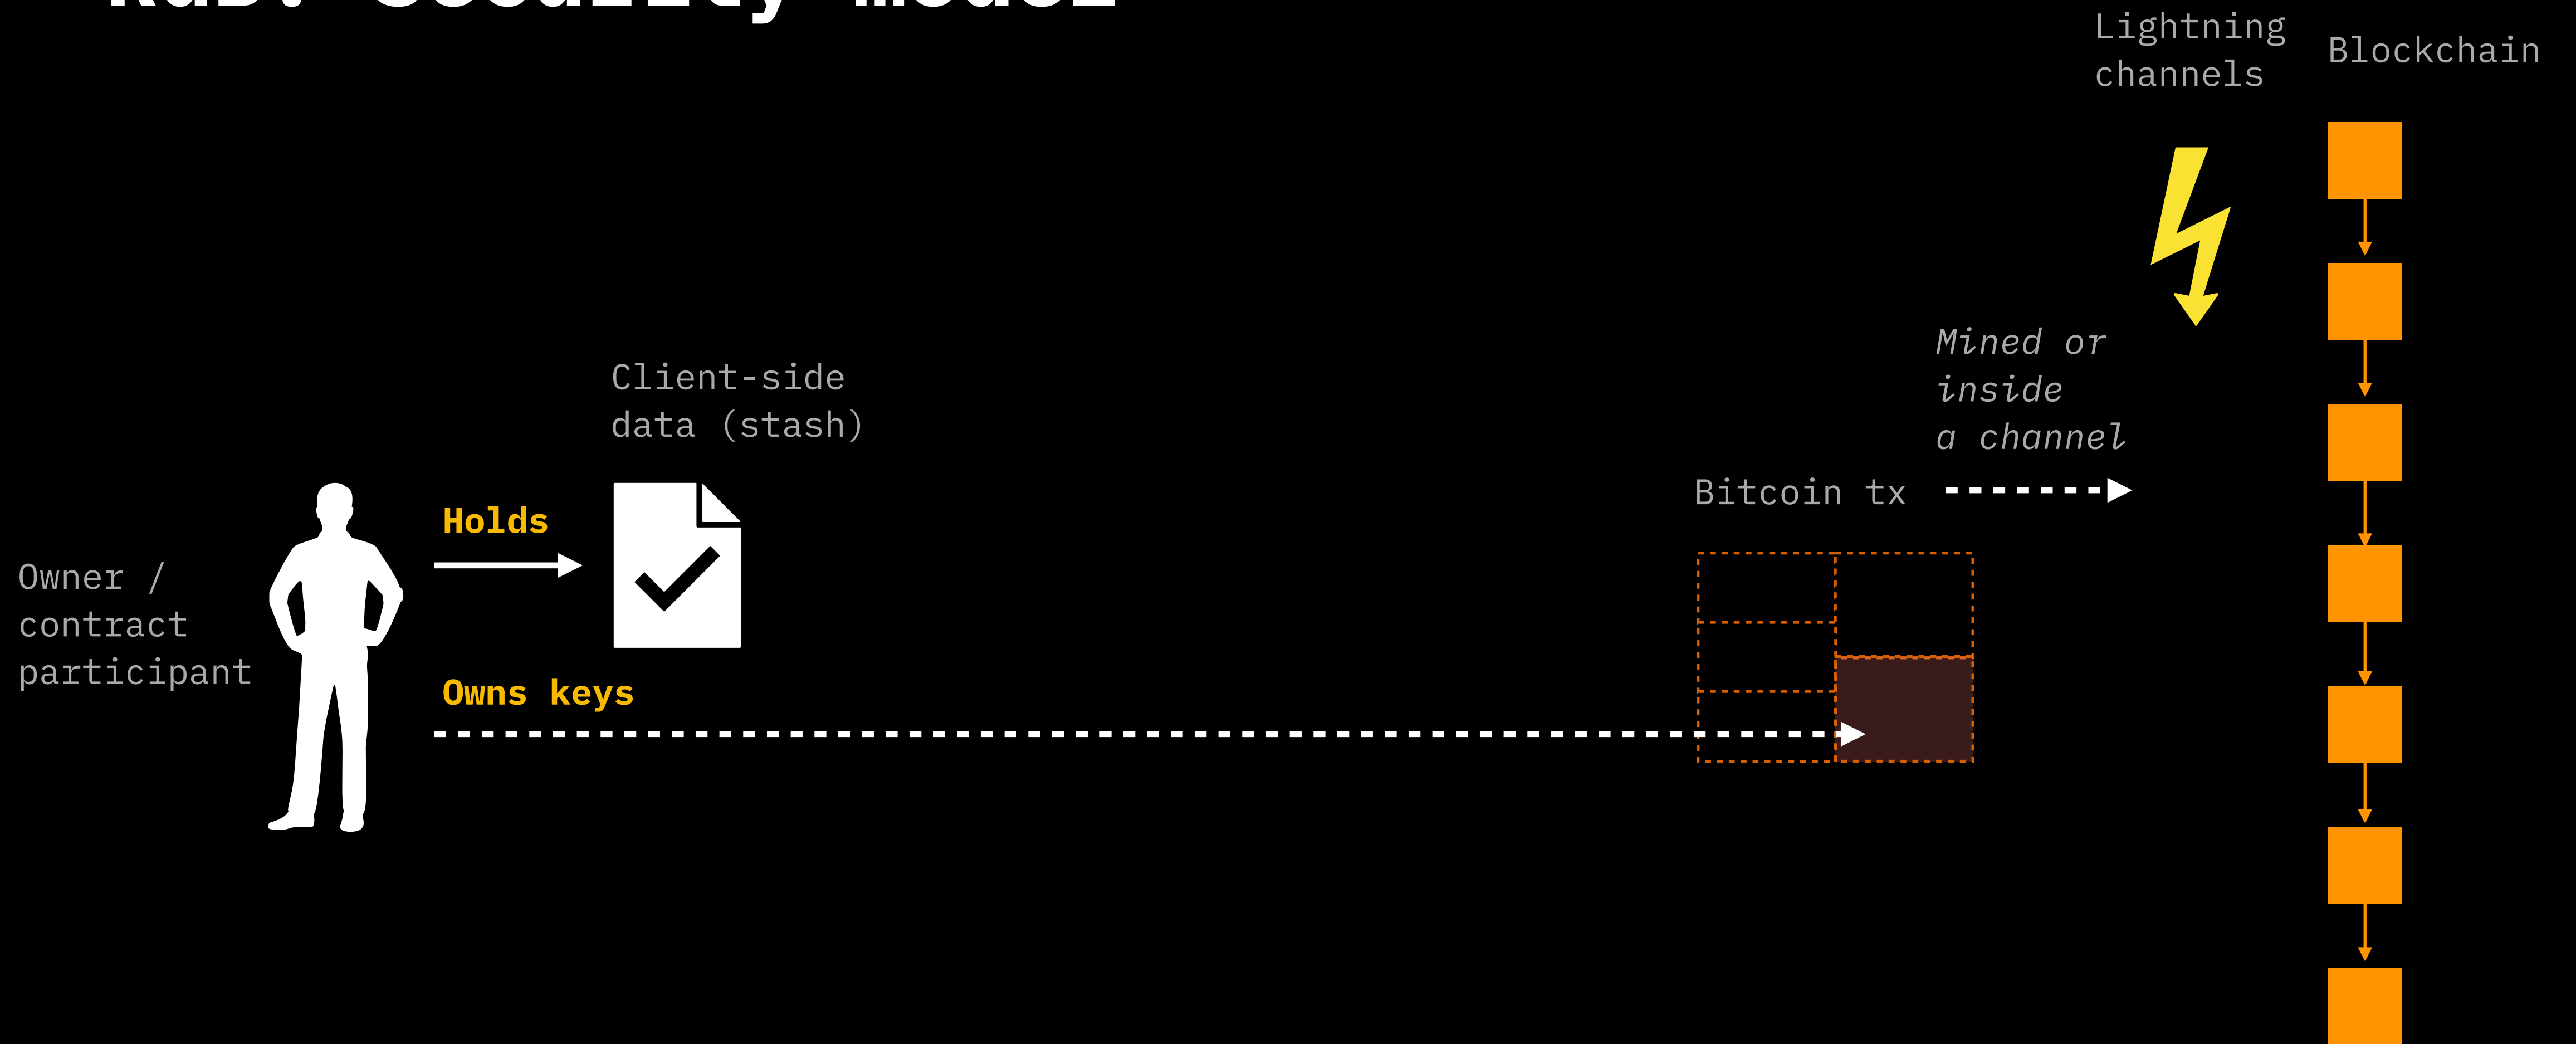 Lightning
channels
Blockchain
Mined or
inside
a channel
Client-side
data (stash)
Bitcoin tx
Holds
Owner /
contract
participant
Owns keys